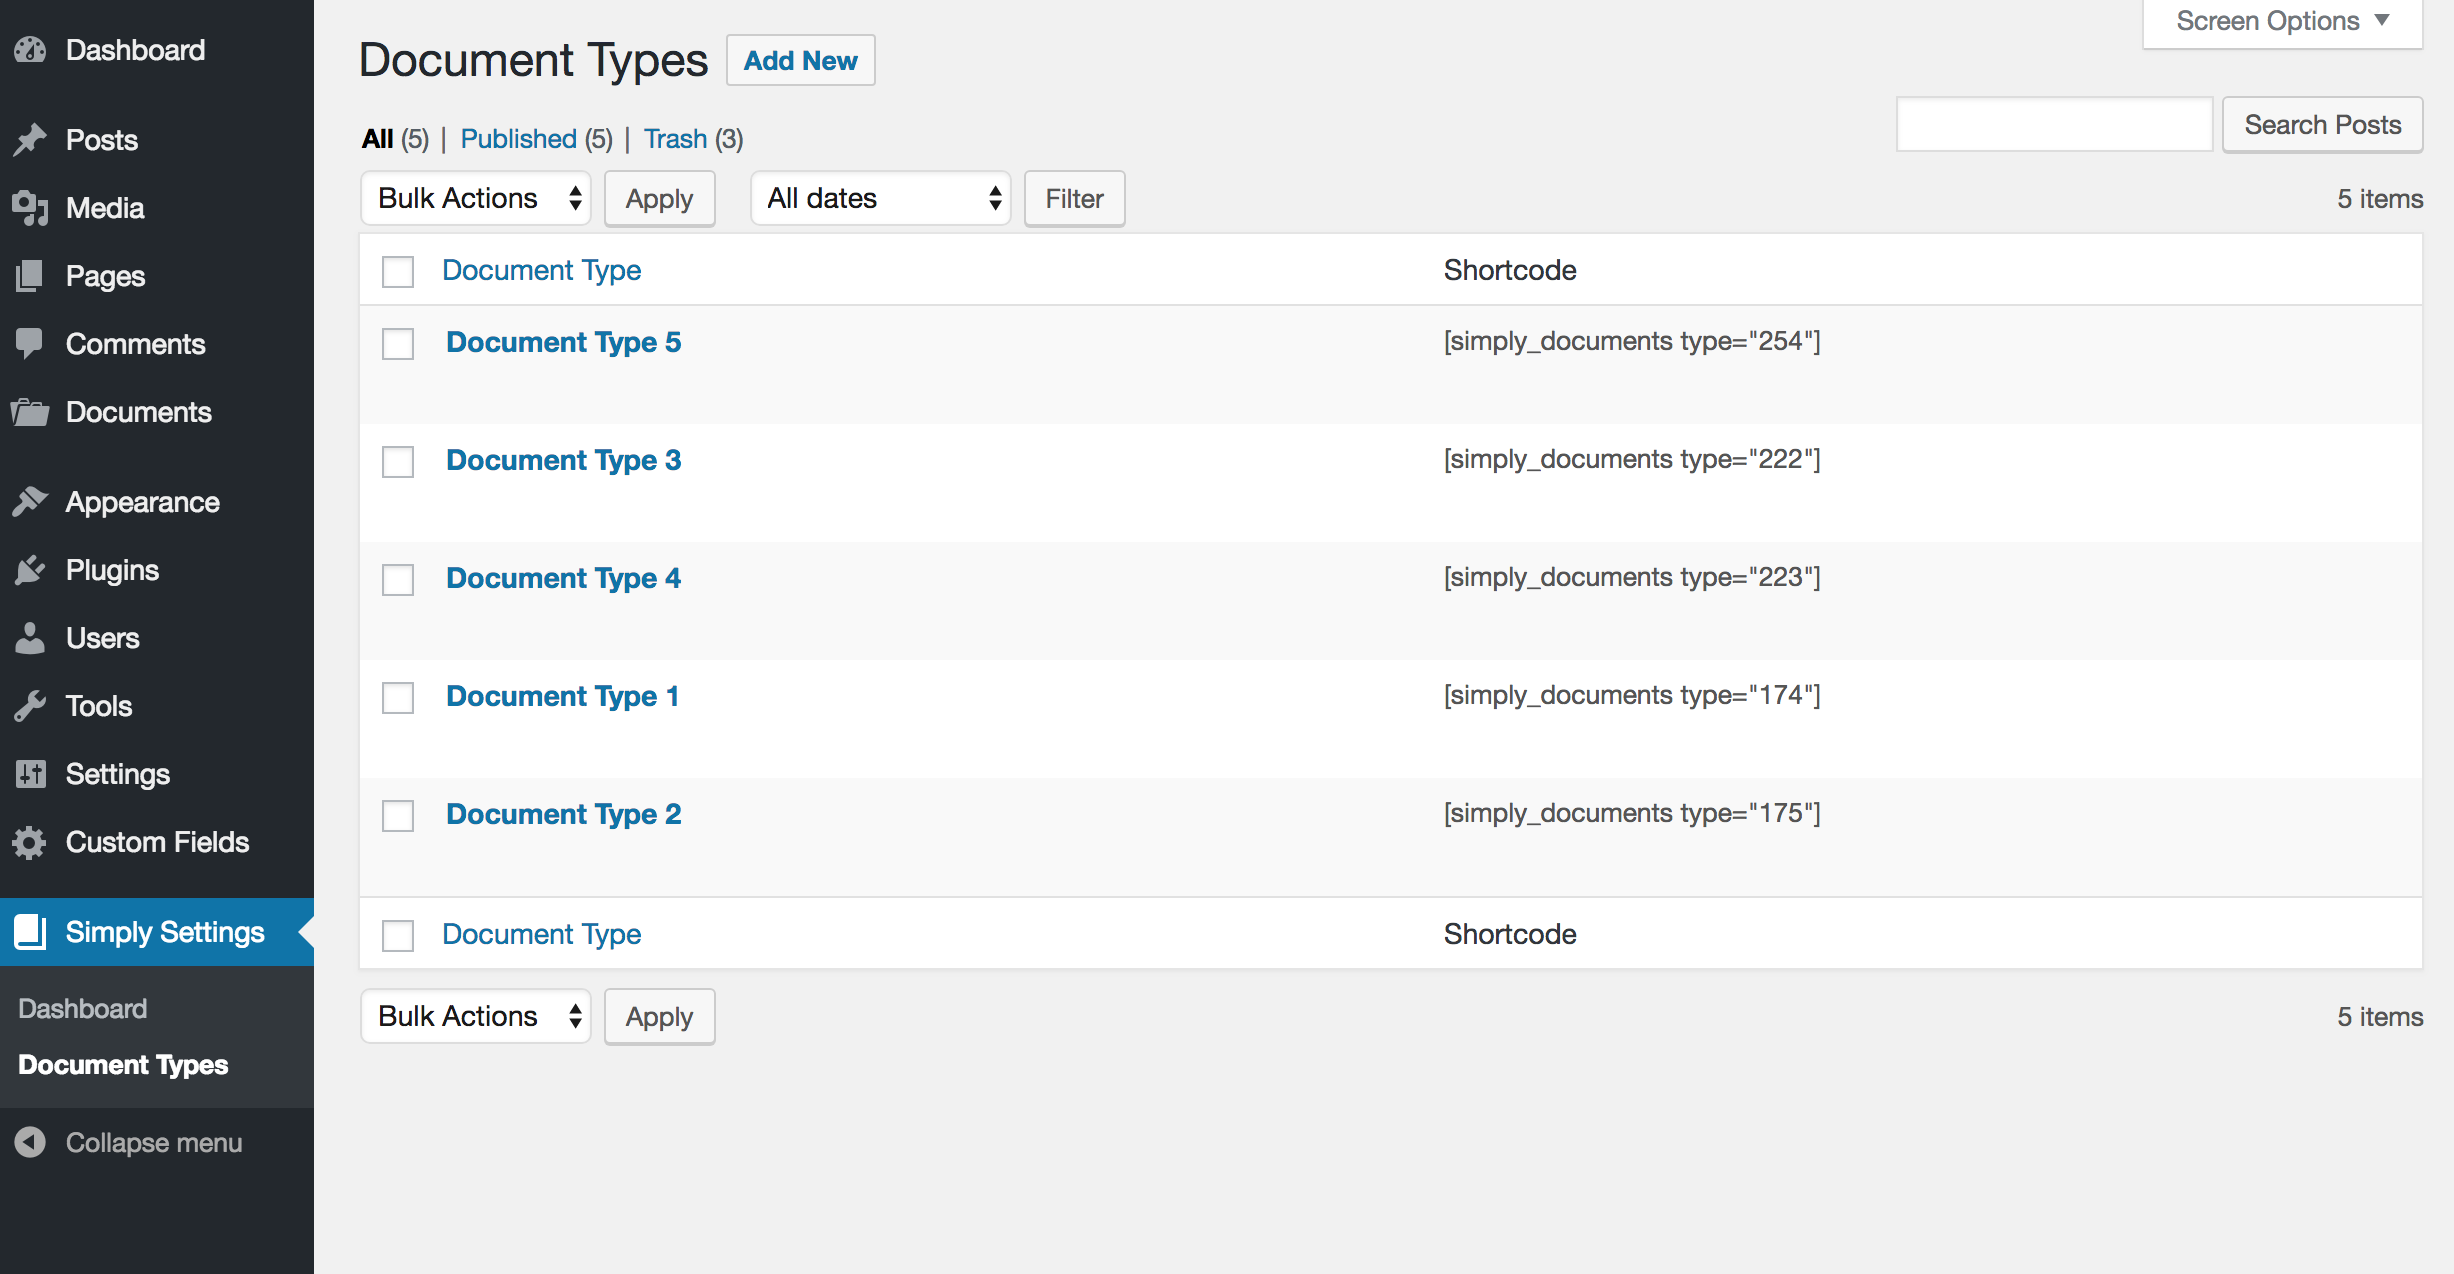 Dashboard
Posts
Media
Pages
Comments
Documents
Appearance
Plugins
Users
Tools
Settings
Custom Fields
Simply Settings
Dashboard
Document Types
Collapse menu
Screen Options
Document Types Add New
All (5) | Published (5) | Trash (3)
Search Posts
Bulk Actions Apply All dates Filter 5 items
Document Type Shortcode
Document Type 5 [simply_documents type="254"]
Document Type 3 [simply_documents type="222"]
Document Type 4 [simply_documents type="223"]
Document Type 1 [simply_documents type="174"]
Document Type 2 [simply_documents type="175"]
Document Type Shortcode
Bulk Actions Apply 5 items